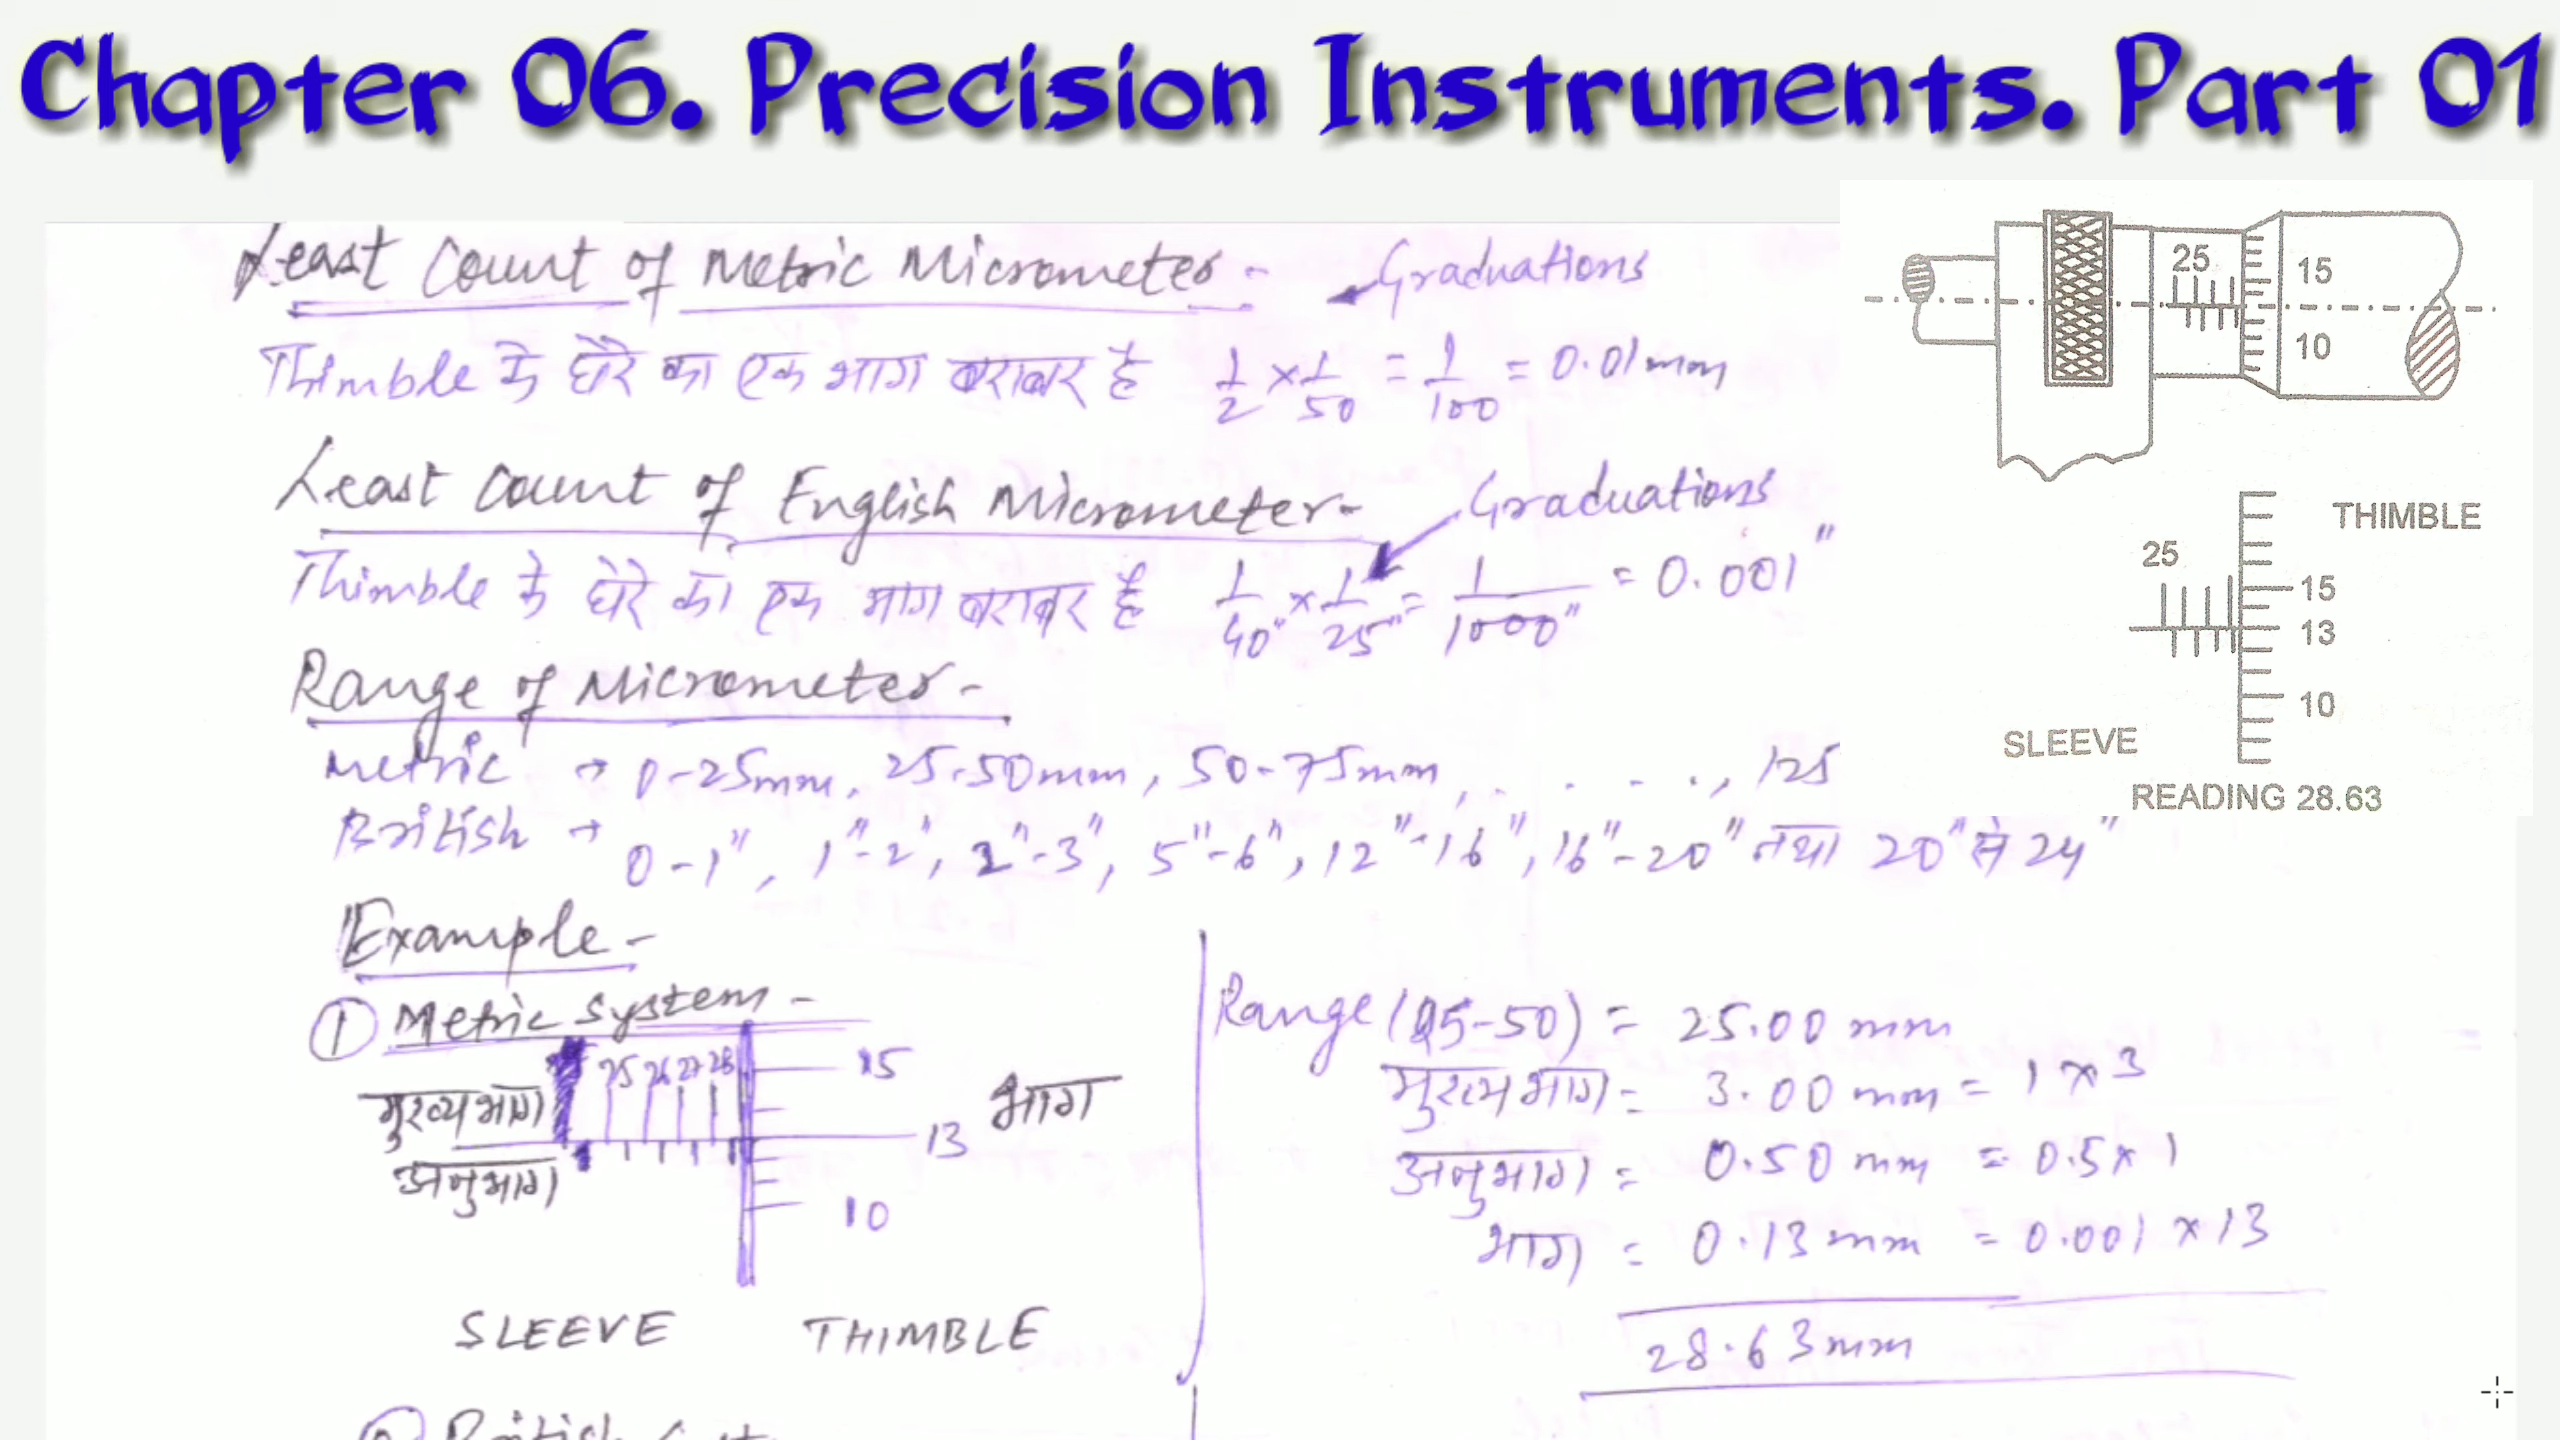 Chapter 06. Precision Instruments. Part 01
Least Count of Metric Micrometer -
Graduations
Thimble के घेरे का एक भाग बराबर है 1/2 × 1/50 = 1/100 = 0.01mm
Least Count of English Micrometer-
Graduations
Thimble के घेरे का एक भाग बराबर है 1/40" × 1/25" = 1/1000" = 0.001"
Range of Micrometer -
Metric → 0-25mm, 25-50mm, 50-75mm, . . . ., 125
British → 0-1", 1"-2', 2"-3", 5"-6", 12"-16", 16"-20" तथा 20" से 24"
25
15
10
THIMBLE
25
15
13
10
SLEEVE
READING 28.63
Example -
① Metric System -
25 26 27 28
15
मुख्य भाग
भाग
13
अनुभाग
10
SLEEVE THIMBLE
Range (25-50) = 25.00 mm
मुख्य भाग = 3.00 mm = 1 × 3
अनुभाग = 0.50 mm = 0.5 × 1
भाग = 0.13 mm = 0.001 × 13
28.63mm